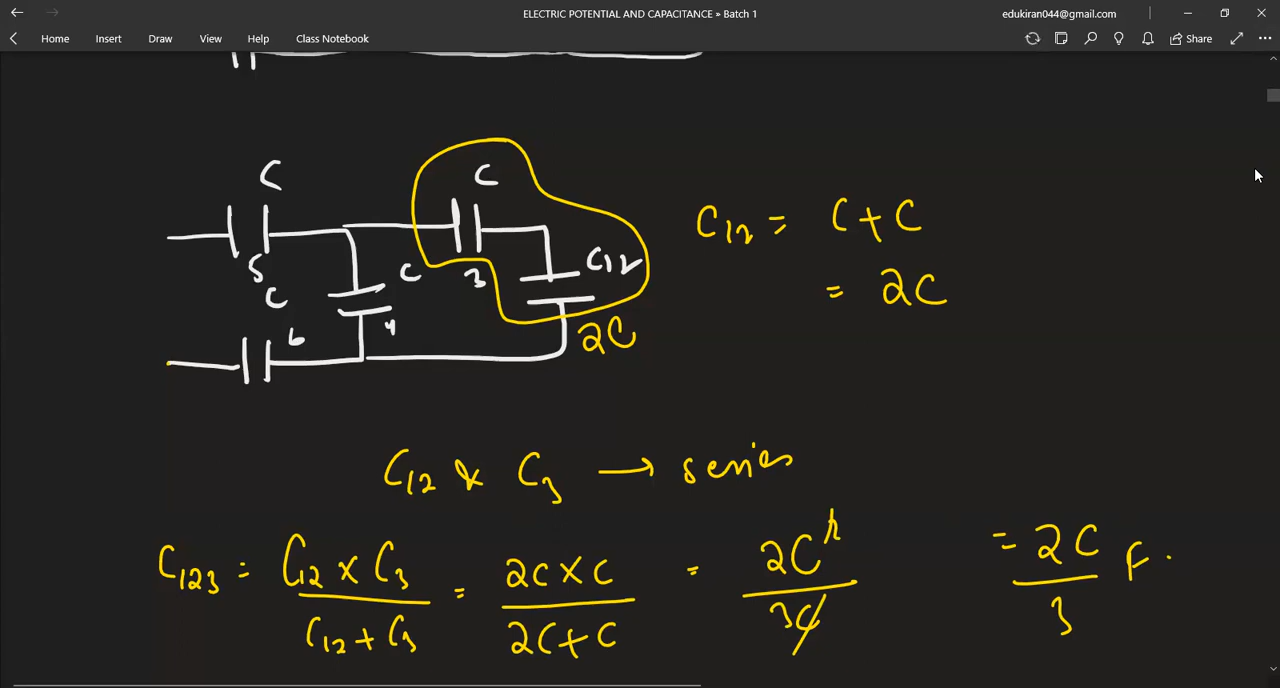 ELECTRIC POTENTIAL AND CAPACITANCE » Batch 1
edukiran044@gmail.com
Home Insert Draw View Help Class Notebook
Share
C C
C12 = C + C
5 C 3 C12
C
6 4 2C
= 2C
C12 & C3 → series
C123 = C12 × C3 / C12 + C3 = 2C × C / 2C + C = 2C² / 3C = 2C / 3 F.